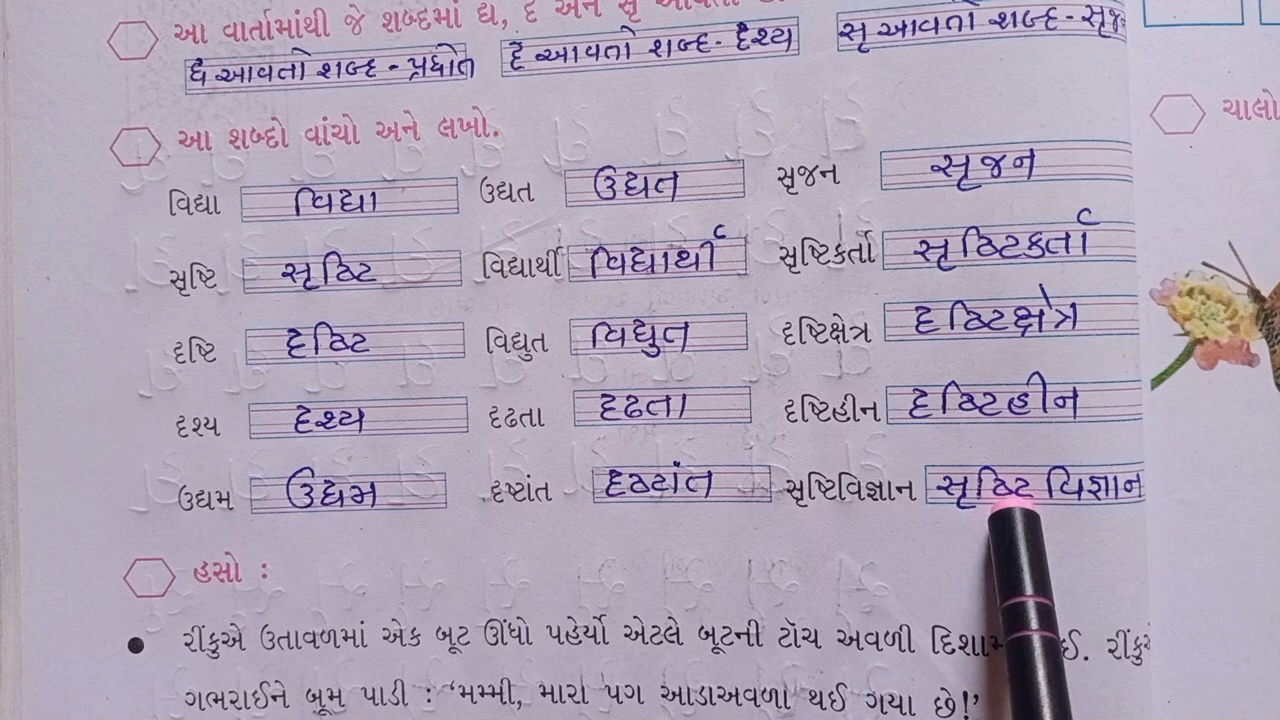 આ વાર્તામાંથી જે શબ્દમાં દ્ય, દૃ અને સૃ
દ્ય આવતો શબ્દ - પ્રદ્યોત દૃ આવતો શબ્દ - દૃશ્ય સૃ આવતો શબ્દ - સૃજ
આ શબ્દો વાંચો અને લખો.
ચાલો
વિદ્યા વિદ્યા ઉદ્યત ઉદ્યત સૃજન સૃજન
સૃષ્ટિ સૃષ્ટિ વિદ્યાર્થી વિદ્યાર્થી સૃષ્ટિકર્તા સૃષ્ટિકર્તા
દૃષ્ટિ દૃષ્ટિ વિદ્યુત વિદ્યુત દૃષ્ટિક્ષેત્ર દૃષ્ટિક્ષેત્ર
દૃશ્ય દૃશ્ય દૃઢતા દૃઢતા દૃષ્ટિહીન દૃષ્ટિહીન
ઉદ્યમ ઉદ્યમ દૃષ્ટાંત દૃષ્ટાંત સૃષ્ટિવિજ્ઞાન સૃષ્ટિવિજ્ઞાન
હસો :
• રીંકુએ ઉતાવળમાં એક બૂટ ઊંધો પહેર્યો એટલે બૂટની ટૉચ અવળી દિશામ ઈ. રીંકુ
ગભરાઈને બૂમ પાડી : ‘મમ્મી, મારા પગ આડાઅવળા થઈ ગયા છે!’